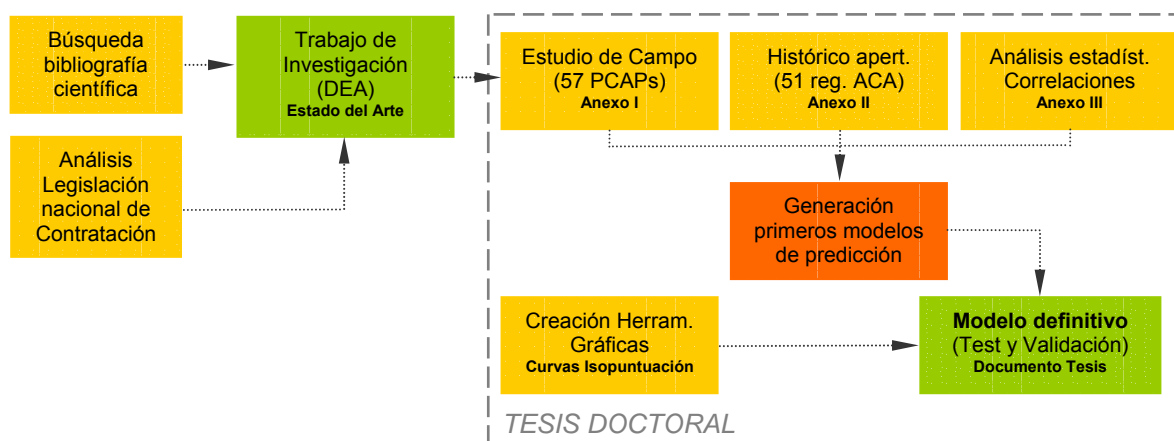 Búsqueda
bibliografía
científica
Trabajo de
Investigación
(DEA)
Estado del Arte
Análisis
Legislación
nacional de
Contratación
Estudio de Campo
(57 PCAPs)
Anexo I
Histórico apert.
(51 reg. ACA)
Anexo II
Análisis estadíst.
Correlaciones
Anexo III
Generación
primeros modelos
de predicción
Creación Herram.
Gráficas
Curvas Isopuntuación
Modelo definitivo
(Test y Validación)
Documento Tesis
TESIS DOCTORAL